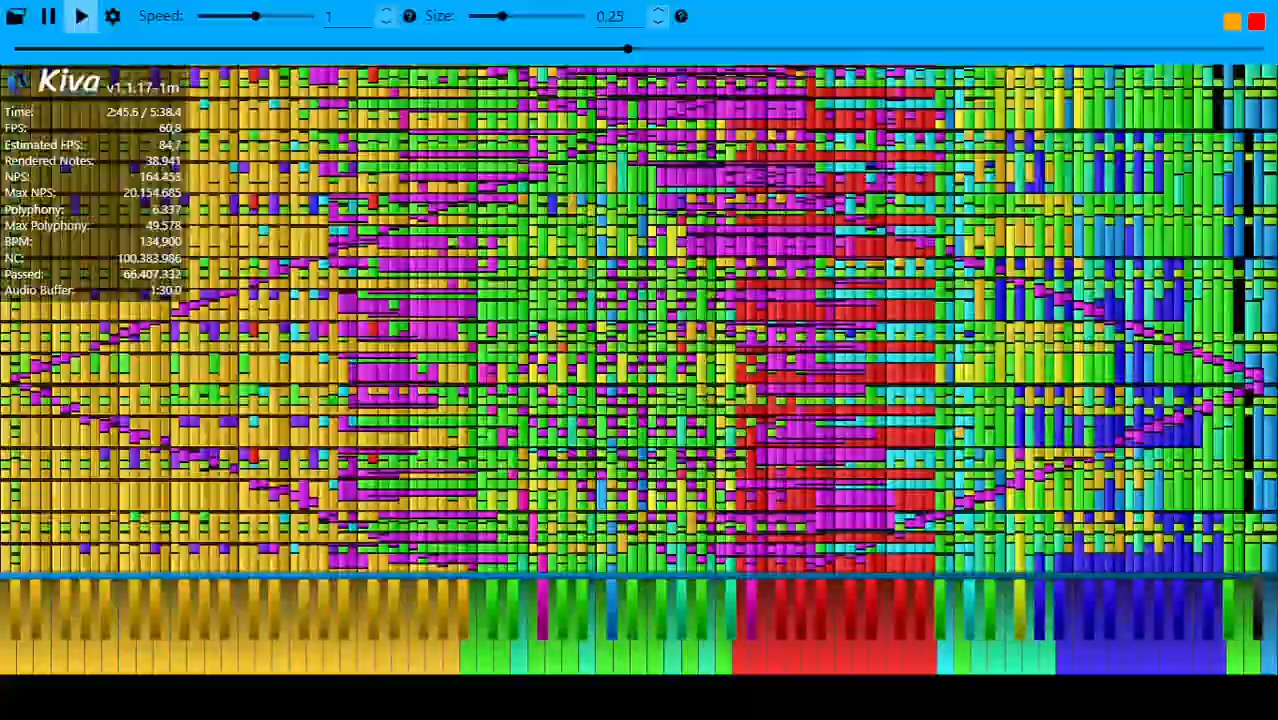 Speed: 1 ? Size: 0,25 ?
Kiva v1.1.17-1m
Time: 2:45.6 / 5:38.4
FPS: 60,8
Estimated FPS: 84,7
Rendered Notes: 38.941
NPS: 164.453
Max NPS: 20.154.685
Polyphony: 6.337
Max Polyphony: 49.578
BPM: 134,900
NC: 100.383.986
Passed: 66.407.332
Audio Buffer: 1:30.0